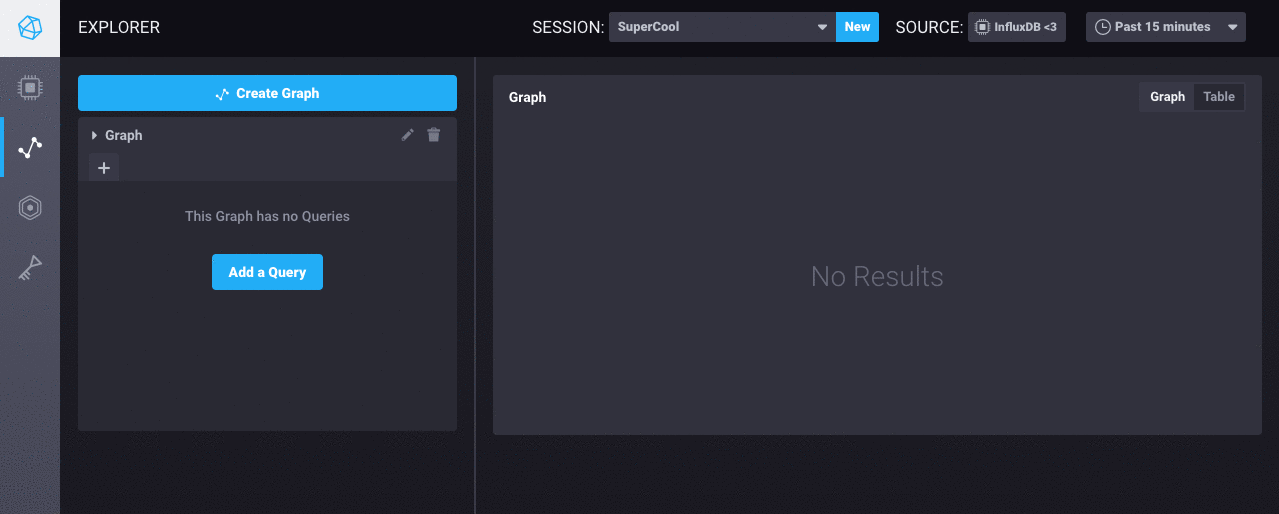 EXPLORER
SESSION: SuperCool New SOURCE: InfluxDB <3 Past 15 minutes
Create Graph
Graph
+
This Graph has no Queries
Add a Query
Graph Graph Table
No Results